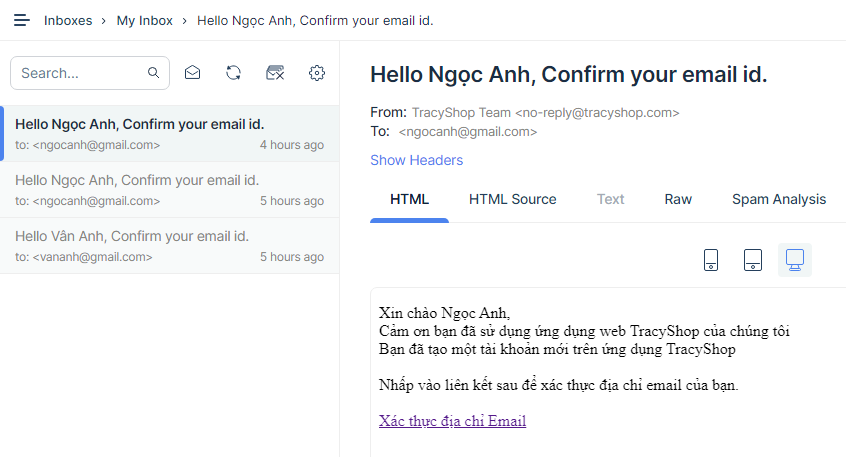 Inboxes › My Inbox › Hello Ngọc Anh, Confirm your email id.
Search...
Hello Ngọc Anh, Confirm your email id.
to: <ngocanh@gmail.com> 4 hours ago
Hello Ngọc Anh, Confirm your email id.
to: <ngocanh@gmail.com> 5 hours ago
Hello Vân Anh, Confirm your email id.
to: <vananh@gmail.com> 5 hours ago
Hello Ngọc Anh, Confirm your email id.
From: TracyShop Team <no-reply@tracyshop.com>
To: <ngocanh@gmail.com>
Show Headers
HTML HTML Source Text Raw Spam Analysis
Xin chào Ngọc Anh,
Cảm ơn bạn đã sử dụng ứng dụng web TracyShop của chúng tôi
Bạn đã tạo một tài khoản mới trên ứng dụng TracyShop
Nhấp vào liên kết sau để xác thực địa chỉ email của bạn.
Xác thực địa chỉ Email